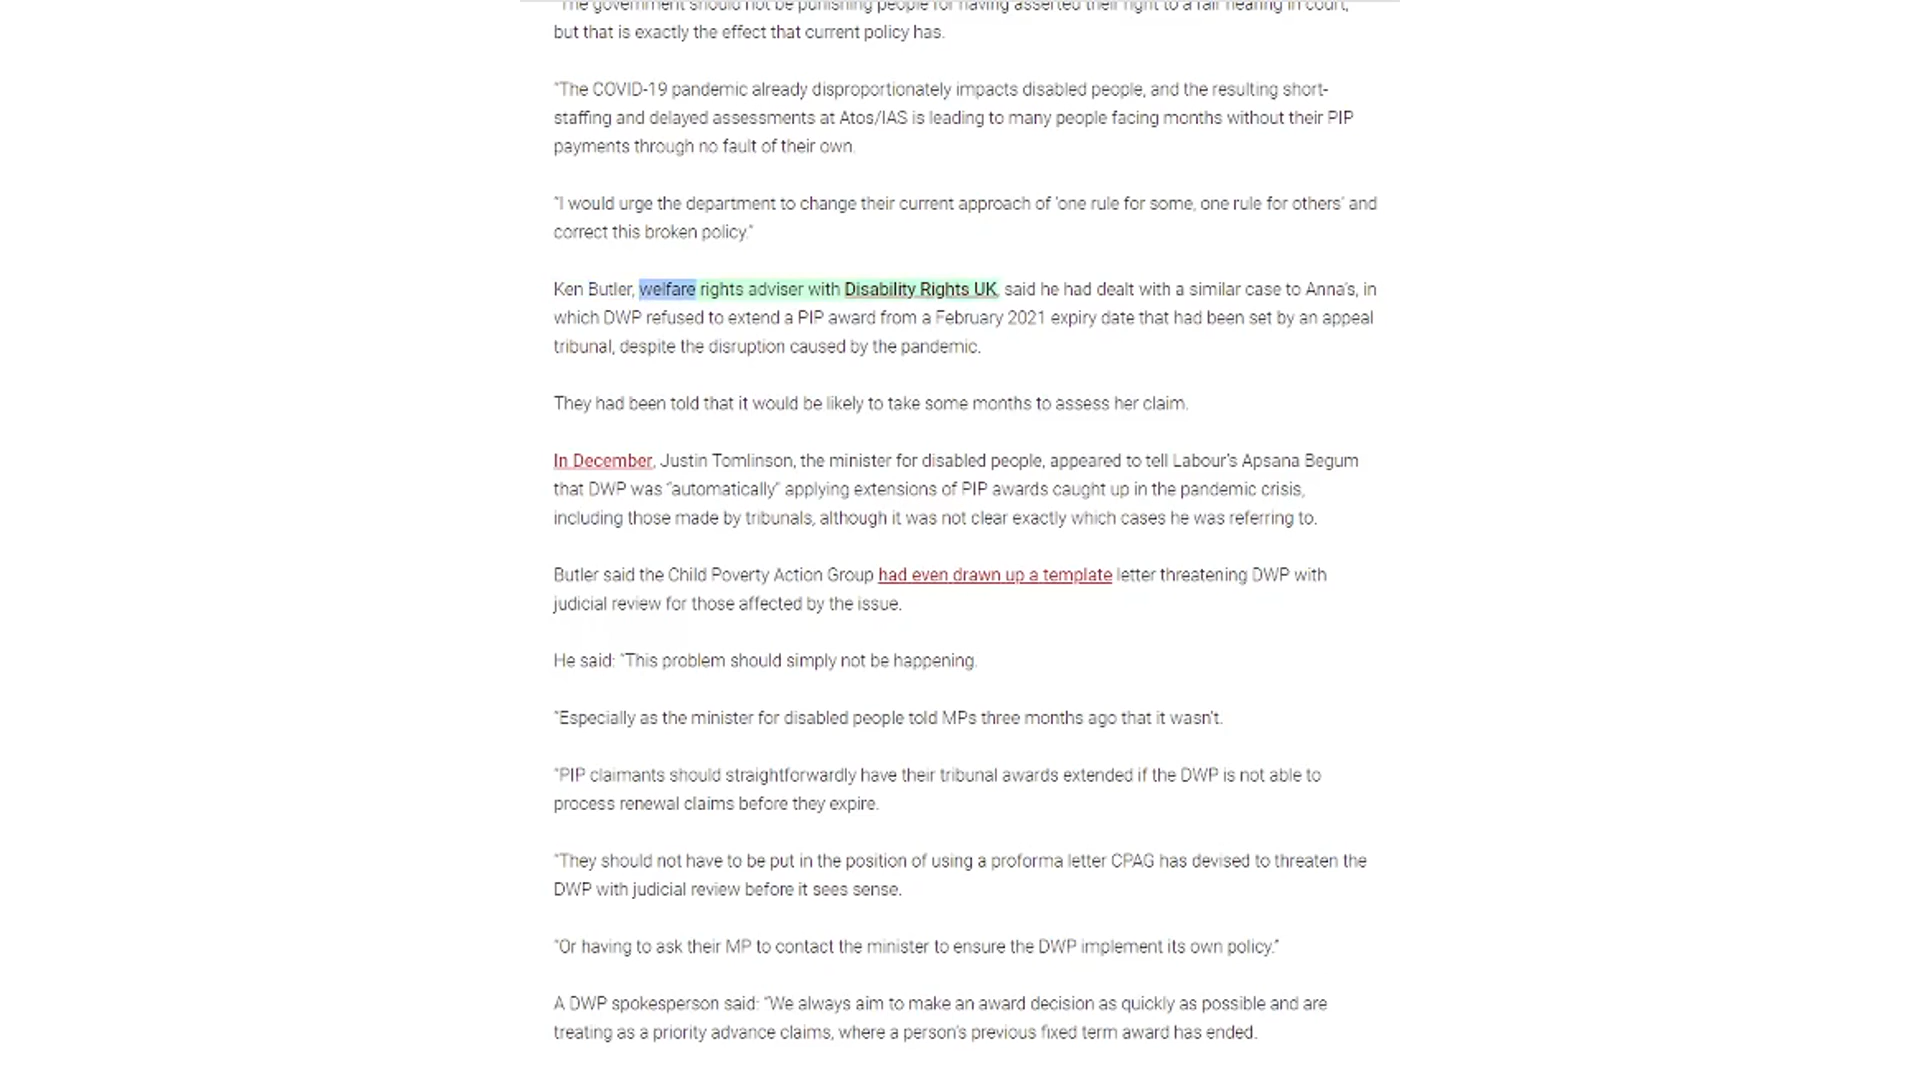 "The government should not be punishing people for having asserted their right to a fair hearing in court,
but that is exactly the effect that current policy has.
"The COVID-19 pandemic already disproportionately impacts disabled people, and the resulting short-
staffing and delayed assessments at Atos/IAS is leading to many people facing months without their PIP
payments through no fault of their own.
"I would urge the department to change their current approach of 'one rule for some, one rule for others' and
correct this broken policy."
Ken Butler, welfare rights adviser with Disability Rights UK, said he had dealt with a similar case to Anna's, in
which DWP refused to extend a PIP award from a February 2021 expiry date that had been set by an appeal
tribunal, despite the disruption caused by the pandemic.
They had been told that it would be likely to take some months to assess her claim.
In December, Justin Tomlinson, the minister for disabled people, appeared to tell Labour's Apsana Begum
that DWP was "automatically" applying extensions of PIP awards caught up in the pandemic crisis,
including those made by tribunals, although it was not clear exactly which cases he was referring to.
Butler said the Child Poverty Action Group had even drawn up a template letter threatening DWP with
judicial review for those affected by the issue.
He said: "This problem should simply not be happening.
"Especially as the minister for disabled people told MPs three months ago that it wasn't.
"PIP claimants should straightforwardly have their tribunal awards extended if the DWP is not able to
process renewal claims before they expire.
"They should not have to be put in the position of using a proforma letter CPAG has devised to threaten the
DWP with judicial review before it sees sense.
"Or having to ask their MP to contact the minister to ensure the DWP implement its own policy."
A DWP spokesperson said: "We always aim to make an award decision as quickly as possible and are
treating as a priority advance claims, where a person's previous fixed term award has ended.